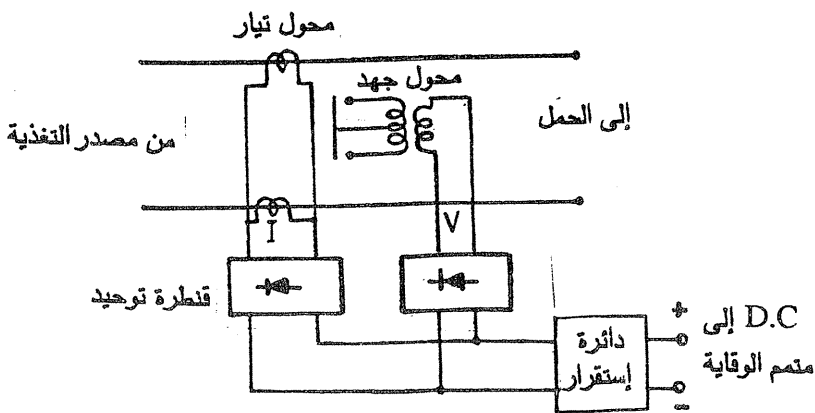 محول تيار
محول جهد
إلى الحمل
من مصدر التغذية
I
V
قنطرة توحيد
دائرة
إستقرار
+
D.C إلى
متمم الوقاية
-